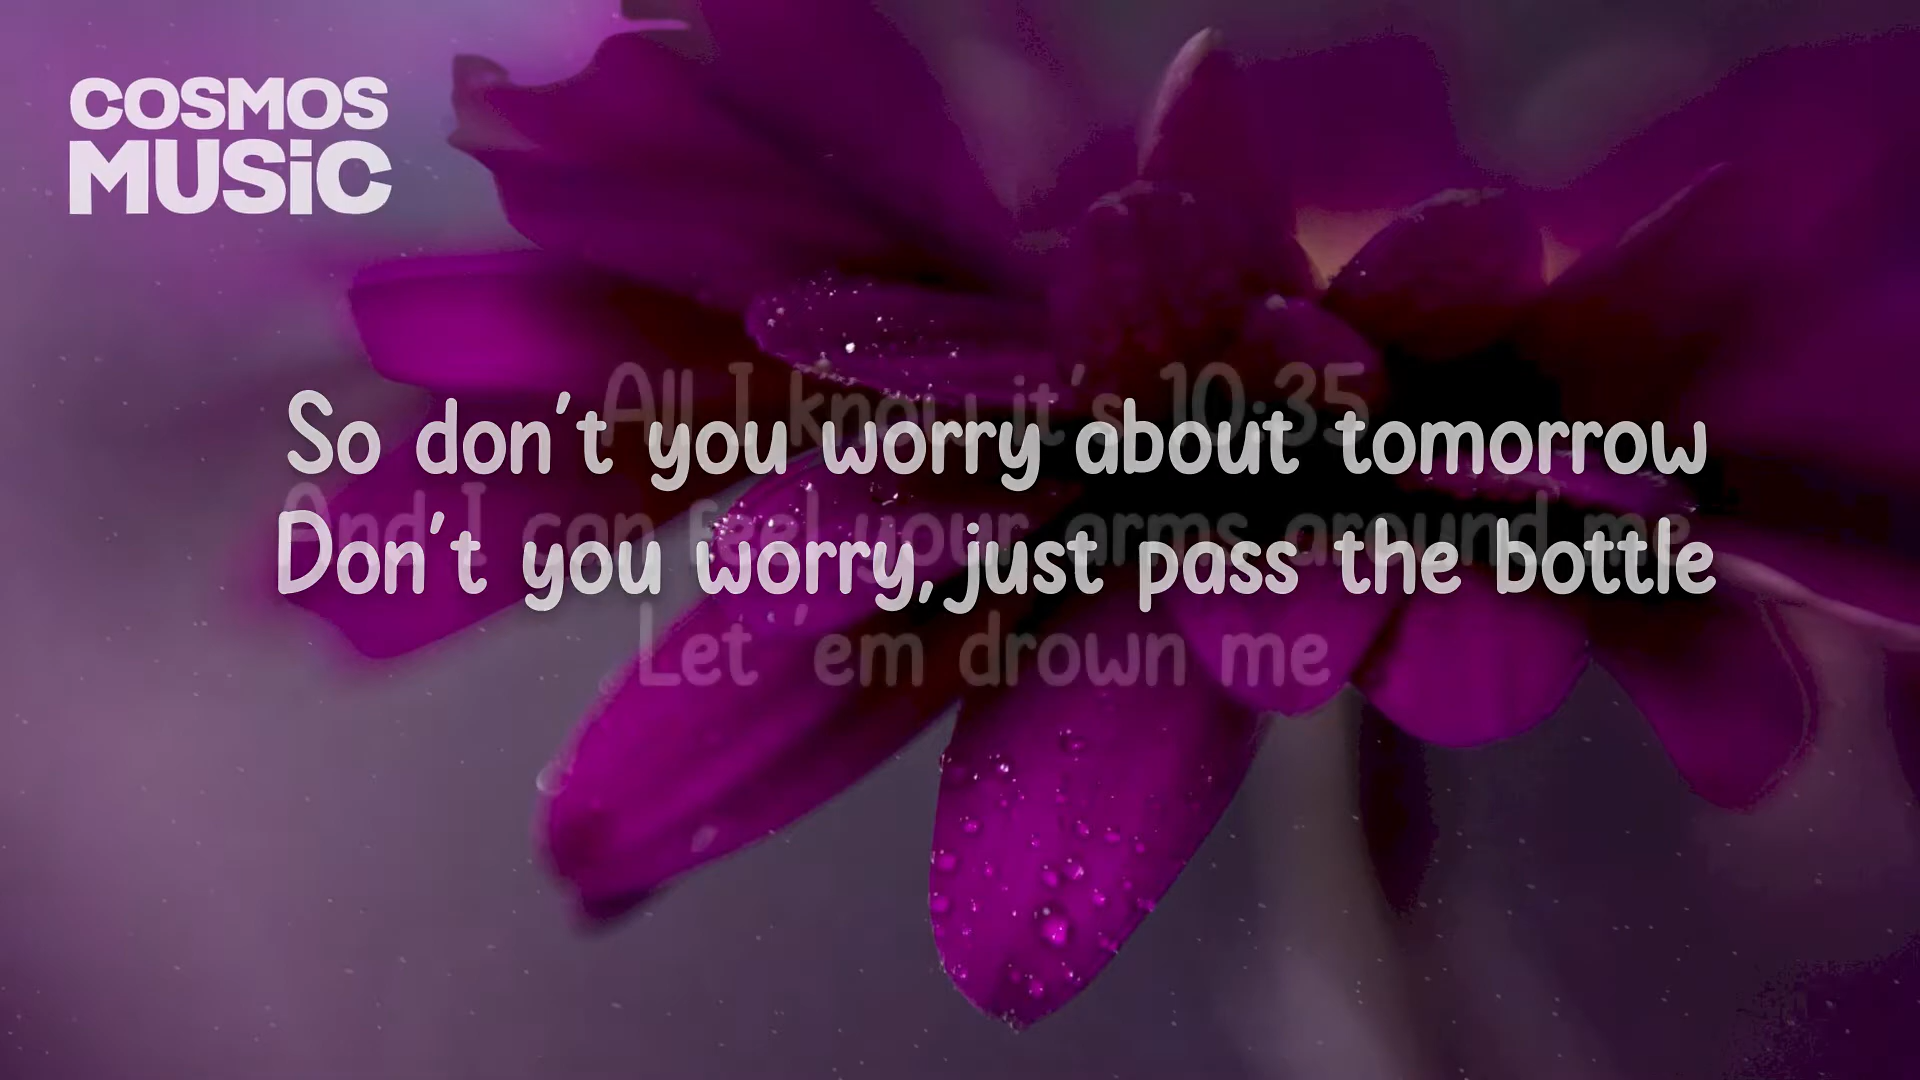 COSMOS
MUSiC
All I know it's 10:35
So don't you worry about tomorrow
And I can feel your arms around me
Don't you worry, just pass the bottle
Let 'em drown me